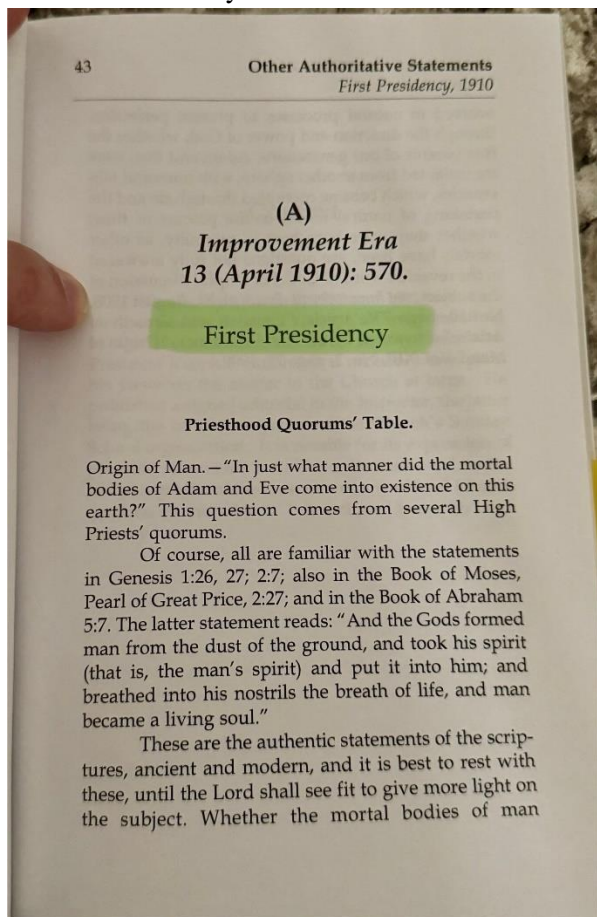 43
Other Authoritative Statements
First Presidency, 1910
(A)
Improvement Era
13 (April 1910): 570.
First Presidency
Priesthood Quorums’ Table.
Origin of Man.—“In just what manner did the mortal
bodies of Adam and Eve come into existence on this
earth?” This question comes from several High
Priests’ quorums.
Of course, all are familiar with the statements
in Genesis 1:26, 27; 2:7; also in the Book of Moses,
Pearl of Great Price, 2:27; and in the Book of Abraham
5:7. The latter statement reads: “And the Gods formed
man from the dust of the ground, and took his spirit
(that is, the man’s spirit) and put it into him; and
breathed into his nostrils the breath of life, and man
became a living soul.”
These are the authentic statements of the scrip-
tures, ancient and modern, and it is best to rest with
these, until the Lord shall see fit to give more light on
the subject. Whether the mortal bodies of man